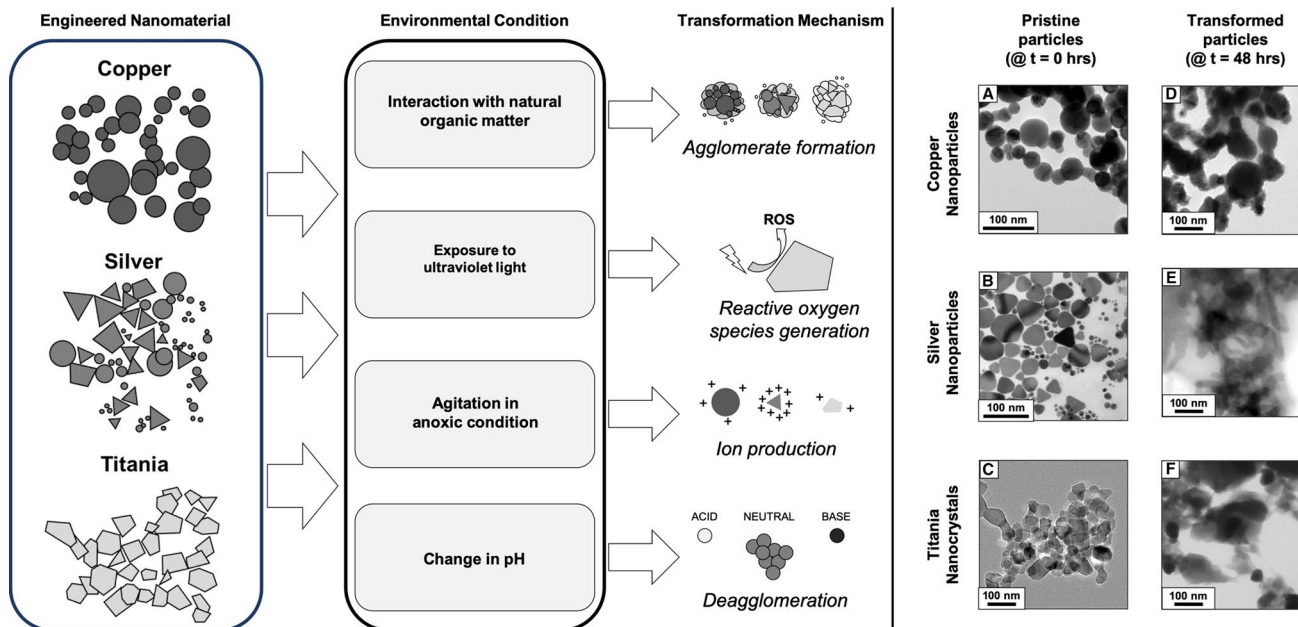 Engineered Nanomaterial
Copper
Silver
Titania
Environmental Condition
Interaction with natural
organic matter
Exposure to
ultraviolet light
Agitation in
anoxic condition
Change in pH
Transformation Mechanism
Agglomerate formation
ROS
Reactive oxygen
species generation
+ + + + + + + + + + + + + +
Ion production
ACID NEUTRAL BASE
Deagglomeration
Pristine
particles
(@ t = 0 hrs)
Transformed
particles
(@ t = 48 hrs)
Copper
Nanoparticles
A
100 nm
D
100 nm
Silver
Nanoparticles
B
100 nm
E
100 nm
Titania
Nanocrystals
C
100 nm
F
100 nm